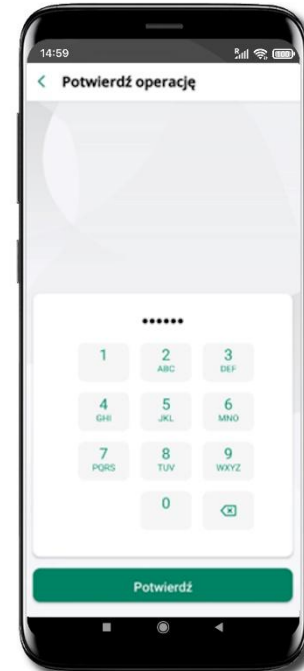 14:59
100
Potwierdź operację
••••••
1
2
3
ABC
DEF
4
5
6
GHI
JKL
MNO
7
8
9
PQRS
TUV
WXYZ
0
Potwierdź